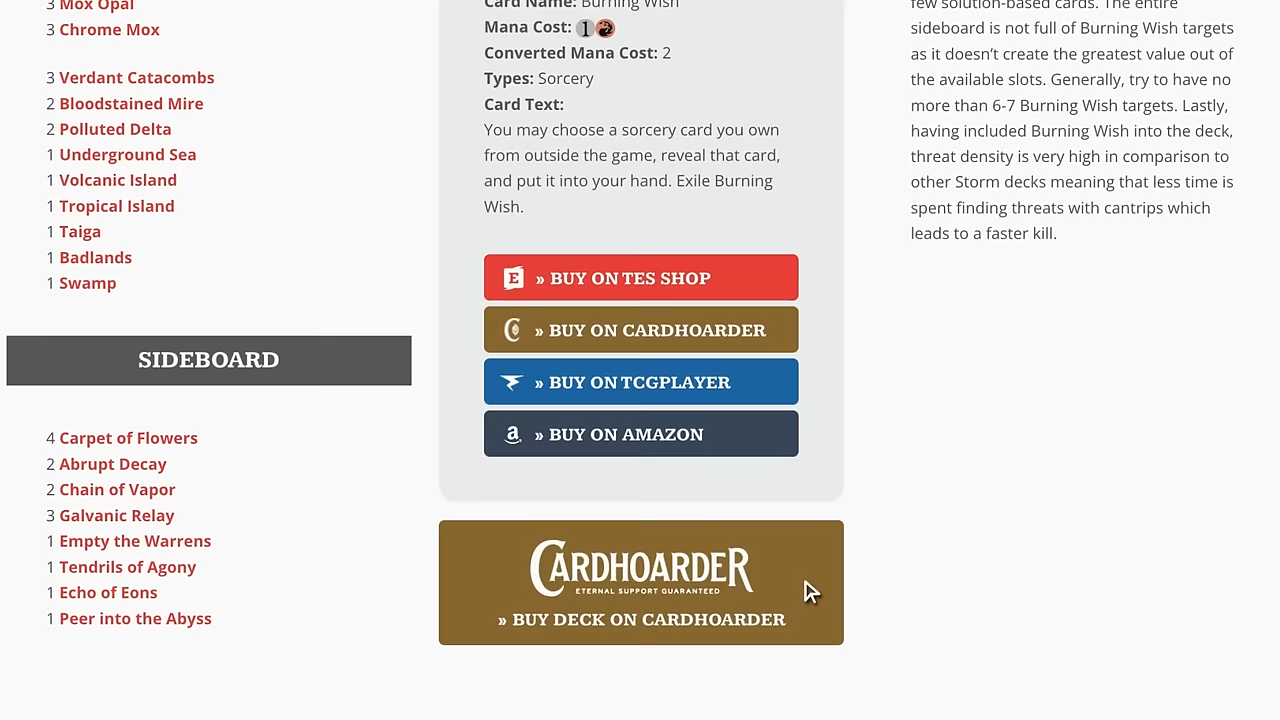 3 Mox Opal
3 Chrome Mox
3 Verdant Catacombs
2 Bloodstained Mire
2 Polluted Delta
1 Underground Sea
1 Volcanic Island
1 Tropical Island
1 Taiga
1 Badlands
1 Swamp
SIDEBOARD
4 Carpet of Flowers
2 Abrupt Decay
2 Chain of Vapor
3 Galvanic Relay
1 Empty the Warrens
1 Tendrils of Agony
1 Echo of Eons
1 Peer into the Abyss
Card Name: Burning Wish
Mana Cost: 1
Converted Mana Cost: 2
Types: Sorcery
Card Text:
You may choose a sorcery card you own
from outside the game, reveal that card,
and put it into your hand. Exile Burning
Wish.
E » BUY ON TES SHOP
» BUY ON CARDHOARDER
» BUY ON TCGPLAYER
a » BUY ON AMAZON
CARDHOARDER
ETERNAL SUPPORT GUARANTEED
» BUY DECK ON CARDHOARDER
few solution-based cards. The entire
sideboard is not full of Burning Wish targets
as it doesn’t create the greatest value out of
the available slots. Generally, try to have no
more than 6-7 Burning Wish targets. Lastly,
having included Burning Wish into the deck,
threat density is very high in comparison to
other Storm decks meaning that less time is
spent finding threats with cantrips which
leads to a faster kill.